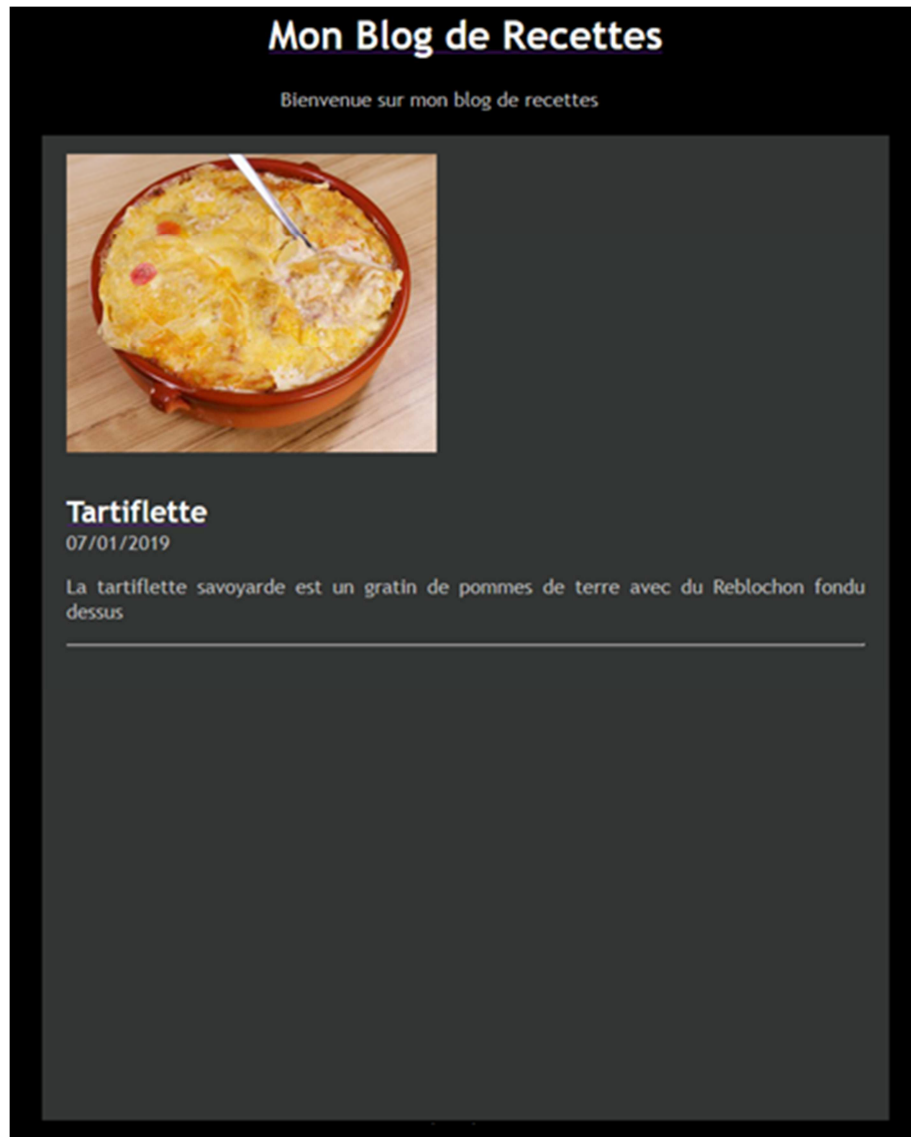 Mon Blog de Recettes
Bienvenue sur mon blog de recettes
Tartiflette
07/01/2019
La tartiflette savoyarde est un gratin de pommes de terre avec du Reblochon fondu
dessus